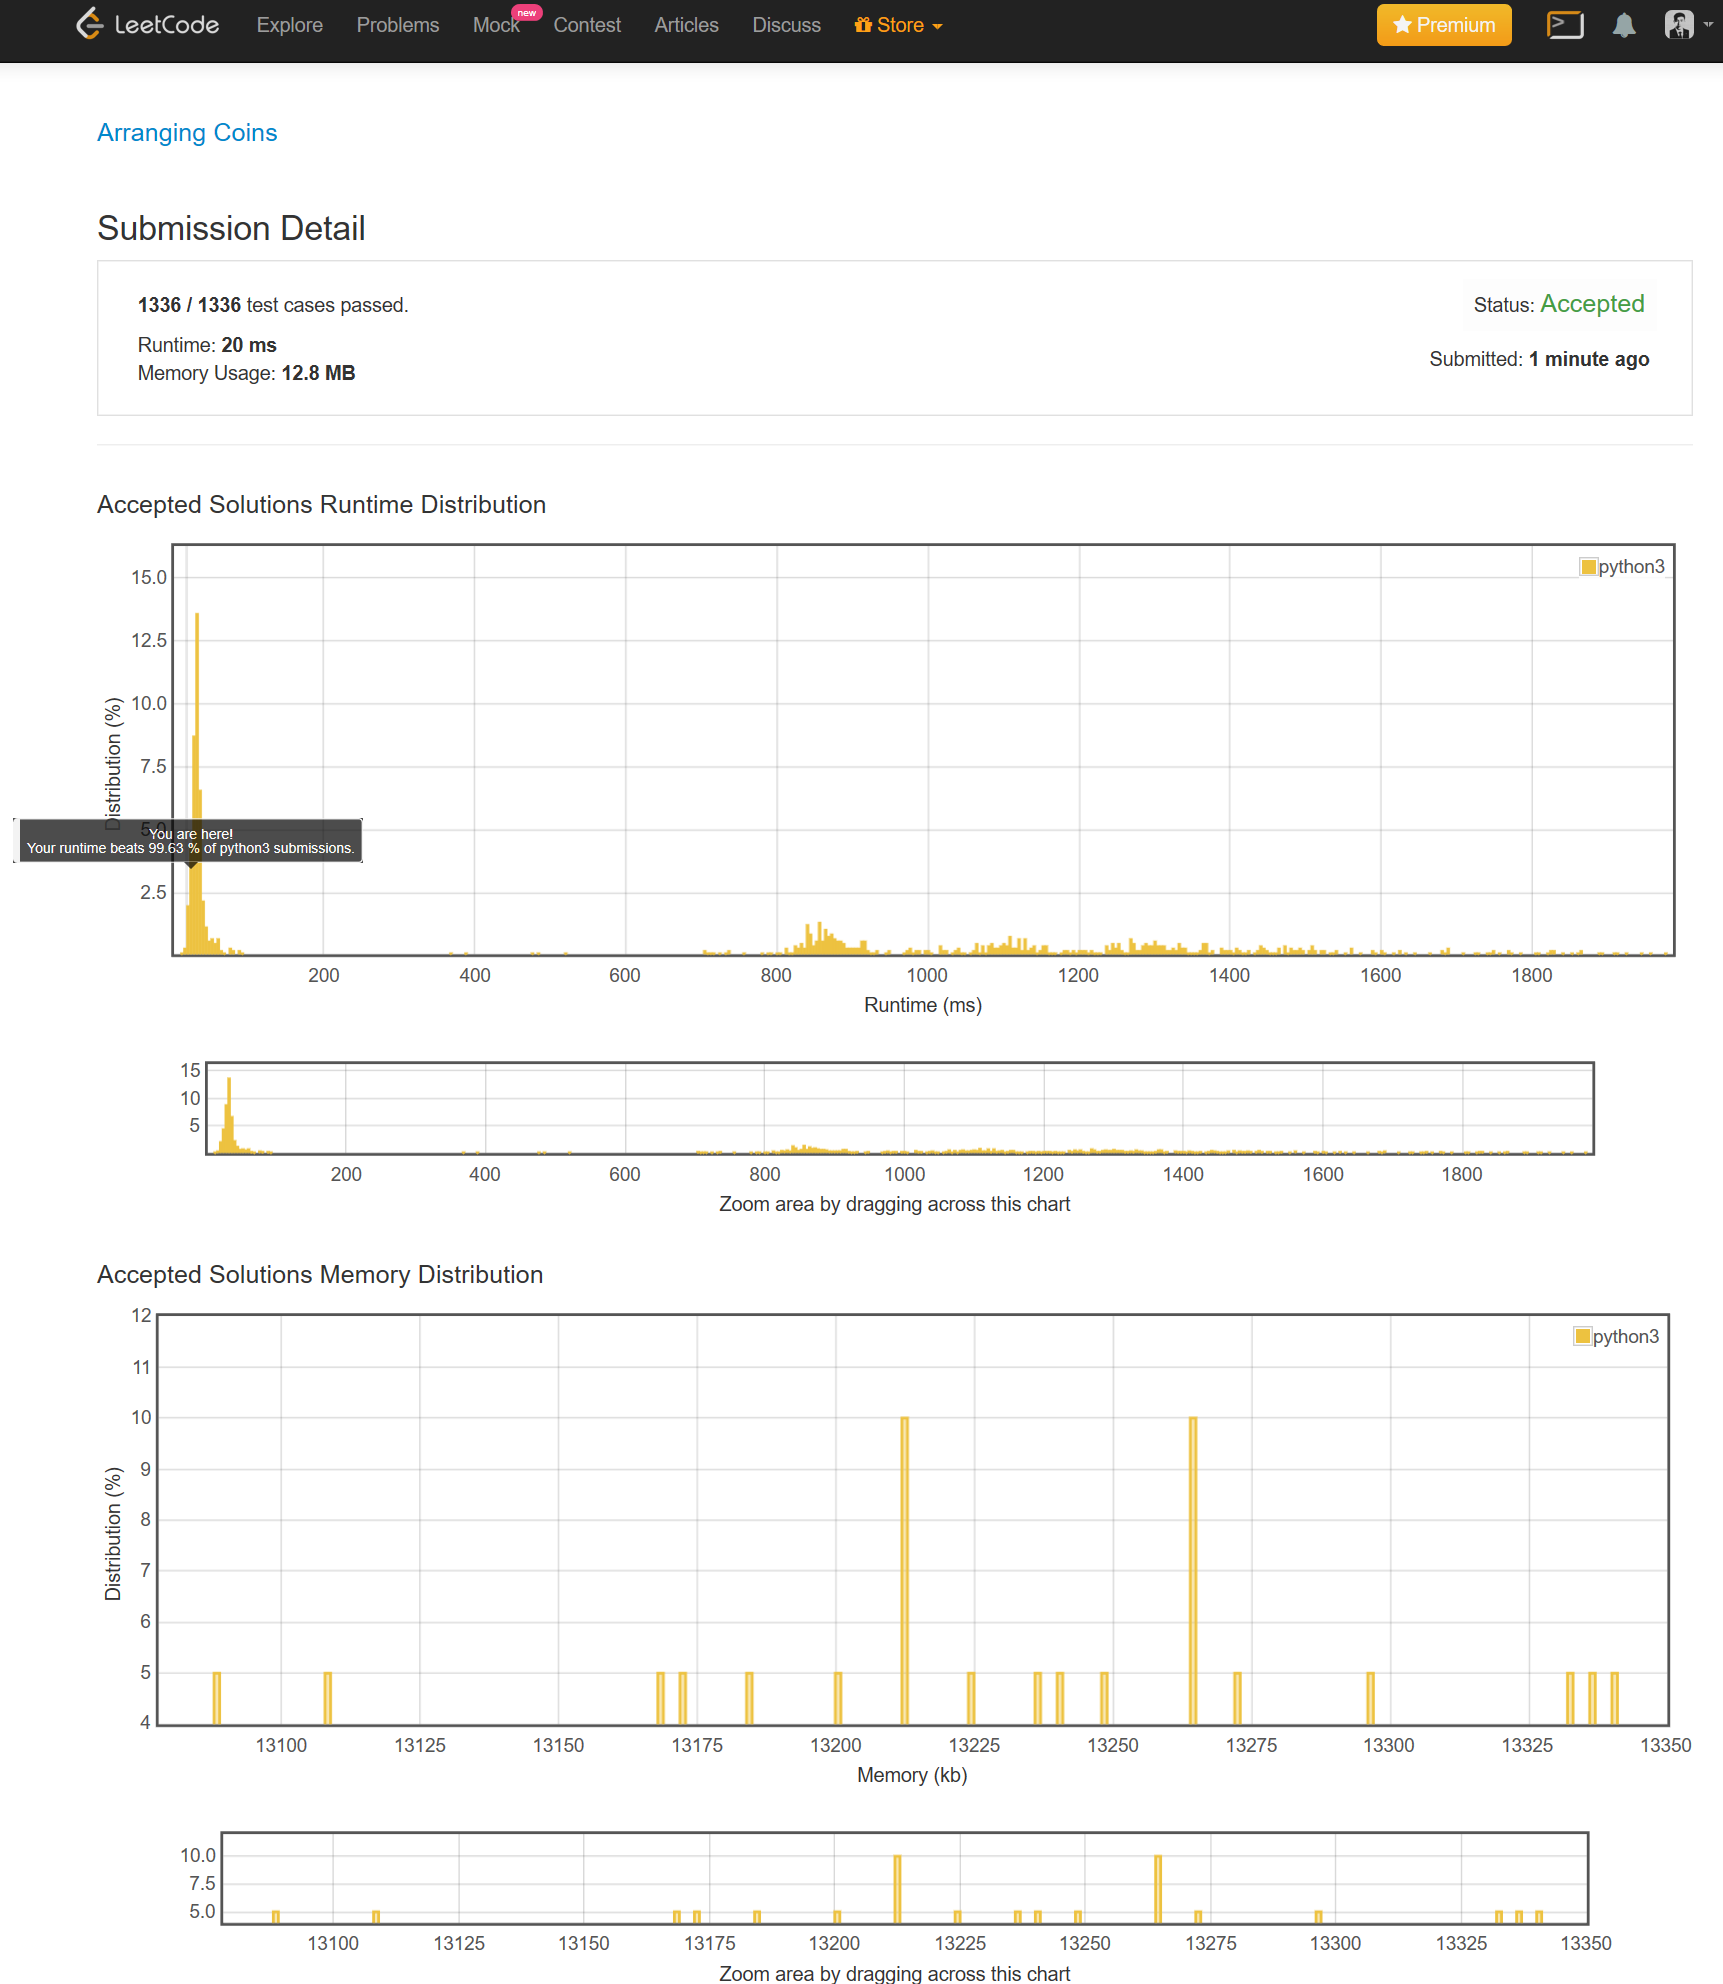 LeetCode Explore Problems Mock new Contest Articles Discuss Store Premium
Arranging Coins
Submission Detail
1336 / 1336 test cases passed.
Status: Accepted
Runtime: 20 ms
Submitted: 1 minute ago
Memory Usage: 12.8 MB
Accepted Solutions Runtime Distribution
python3
15.0
12.5
10.0
7.5
5.0
2.5
Distribution (%)
You are here!
Your runtime beats 99.63 % of python3 submissions.
200 400 600 800 1000 1200 1400 1600 1800
Runtime (ms)
15
10
5
200 400 600 800 1000 1200 1400 1600 1800
Zoom area by dragging across this chart
Accepted Solutions Memory Distribution
python3
12
11
10
9
8
7
6
5
4
Distribution (%)
13100 13125 13150 13175 13200 13225 13250 13275 13300 13325 13350
Memory (kb)
10.0
7.5
5.0
13100 13125 13150 13175 13200 13225 13250 13275 13300 13325 13350
Zoom area by dragging across this chart